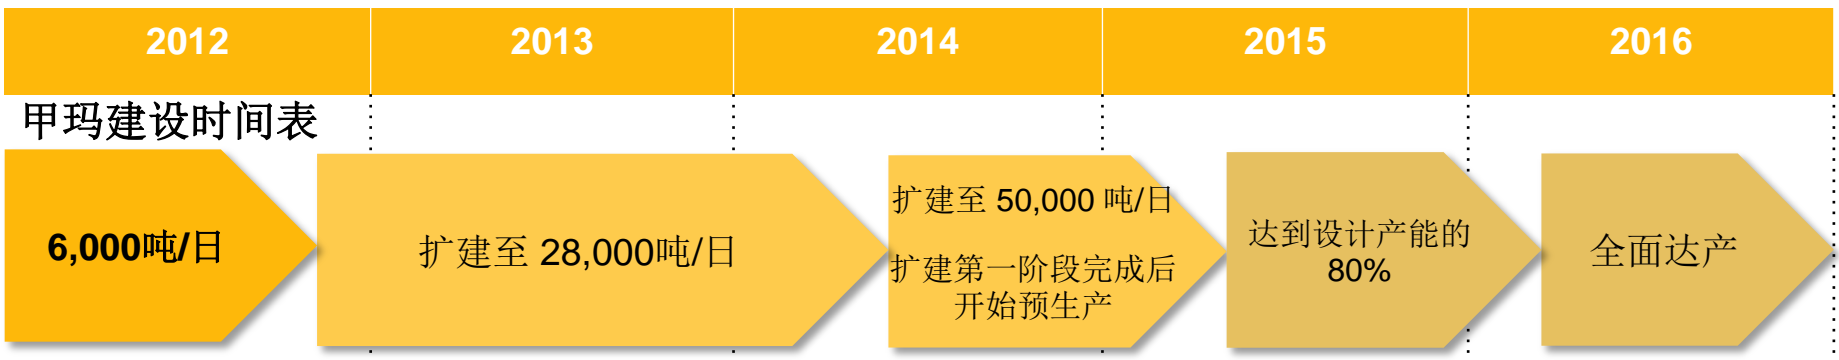 2012 2013 2014 2015 2016
甲玛建设时间表
6,000吨/日
扩建至 28,000吨/日
扩建至 50,000 吨/日
扩建第一阶段完成后
开始预生产
达到设计产能的
80%
全面达产